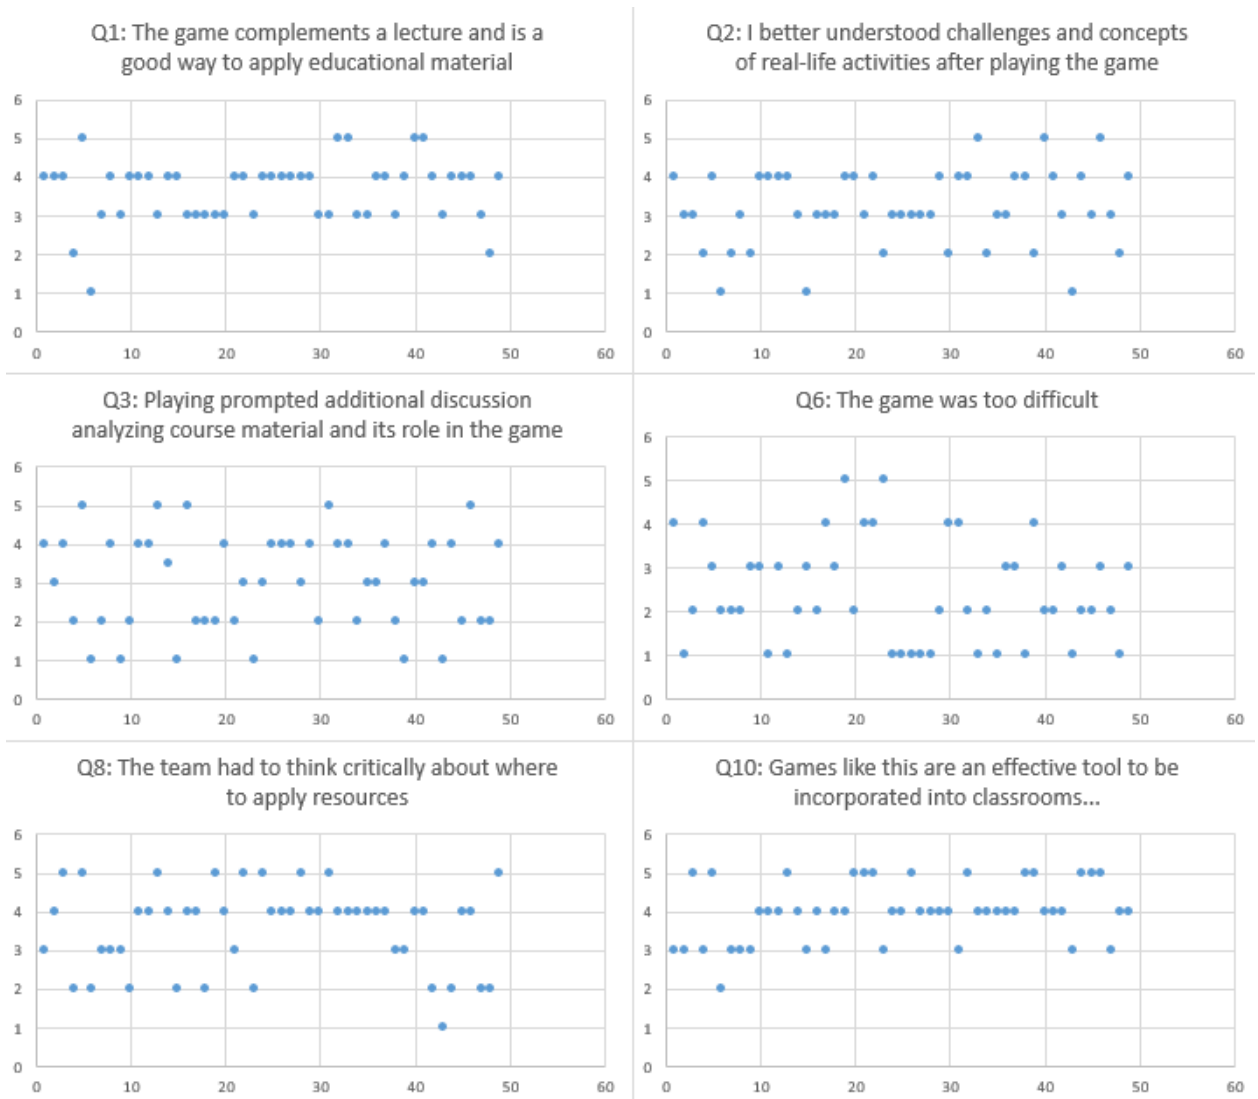 Q1: The game complements a lecture and is a
good way to apply educational material
6
5
4
3
2
1
0
0 10 20 30 40 50 60
Q2: I better understood challenges and concepts
of real-life activities after playing the game
6
5
4
3
2
1
0
0 10 20 30 40 50 60
Q3: Playing prompted additional discussion
analyzing course material and its role in the game
6
5
4
3
2
1
0
0 10 20 30 40 50 60
Q6: The game was too difficult
6
5
4
3
2
1
0
0 10 20 30 40 50 60
Q8: The team had to think critically about where
to apply resources
6
5
4
3
2
1
0
0 10 20 30 40 50 60
Q10: Games like this are an effective tool to be
incorporated into classrooms...
6
5
4
3
2
1
0
0 10 20 30 40 50 60